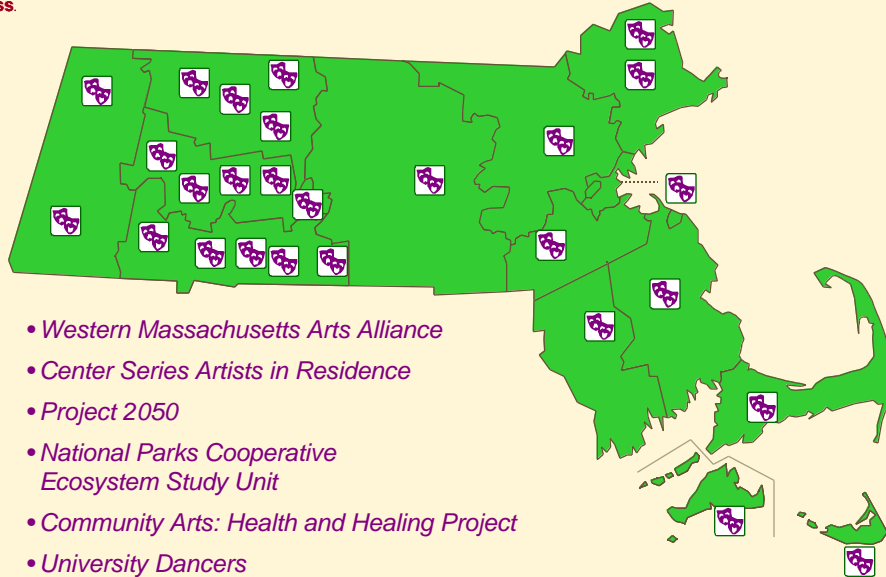 ss.
• Western Massachusetts Arts Alliance
• Center Series Artists in Residence
• Project 2050
• National Parks Cooperative
Ecosystem Study Unit
• Community Arts: Health and Healing Project
• University Dancers